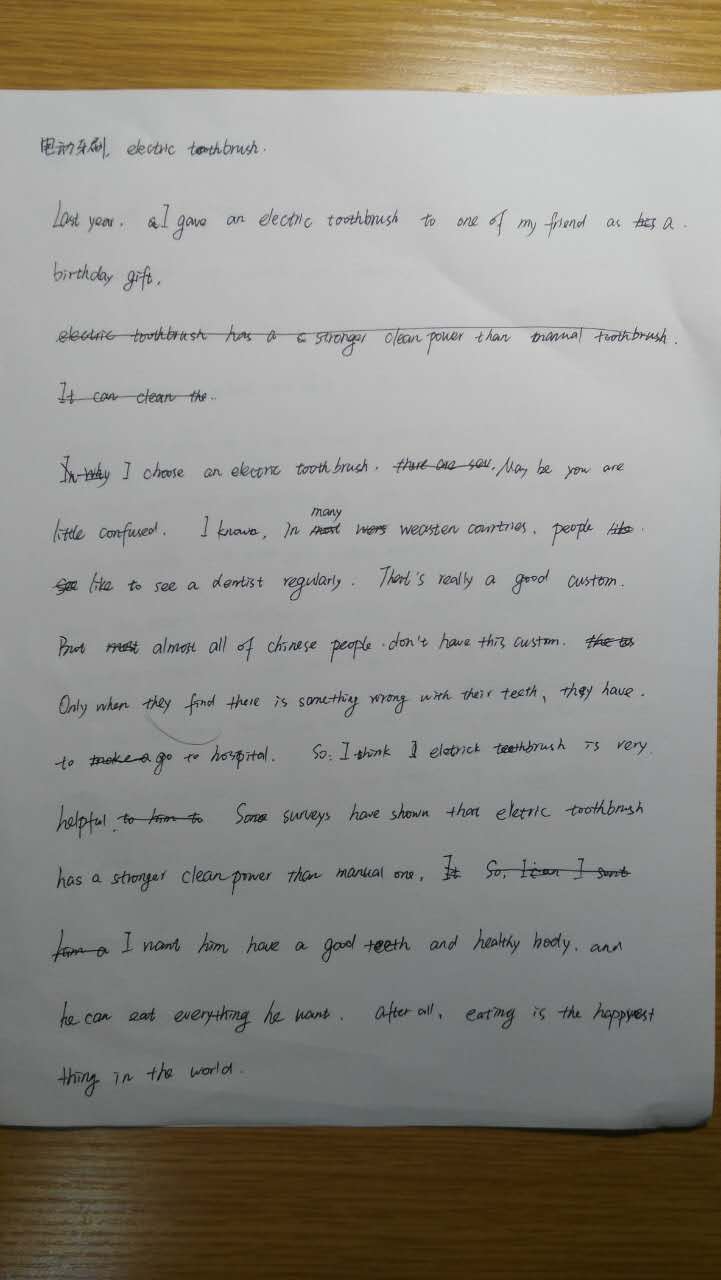 电动牙刷, electric toothbrush.
Last year. I gave an electric toothbrush to one of my friend as his a.
birthday gift.
electric toothbrush has a stronger clean power than manual toothbrush.
It can clean the..
In why I choose an electric toothbrush. there are sev. May be you are
little confused. I know, in many most weasten countries. people like.
see like to see a dentist regularly. That's really a good custom.
But most almost all of chinese people. don't have this custom. the
Only when they find there is something wrong with their teeth, they have.
to make a go to hospital. So, I think eletrick teethbrush is very
helpful. to him to Some surveys have shown that eletric toothbrush
has a stronger clean power than manual one. It So, I can I sent
him a I want him have a good teeth and healthy body. and
he can eat everything he want. After all, eating is the happyest
thing in the world.